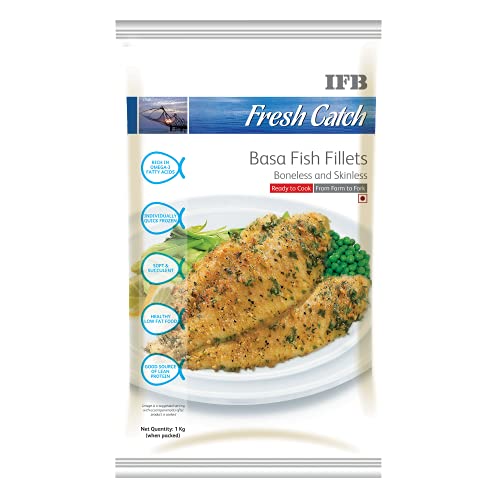 IFB
Fresh Catch
Basa Fish Fillets
Boneless and Skinless
Ready to Cook From Farm to Fork
RICH IN
OMEGA-3
FATTY ACIDS
INDIVIDUALLY
QUICK FROZEN
SOFT &
SUCCULENT
HEALTHY
LOW FAT FOOD
GOOD SOURCE
OF LEAN
PROTEIN
Net Quantity: 1 Kg
(when packed)